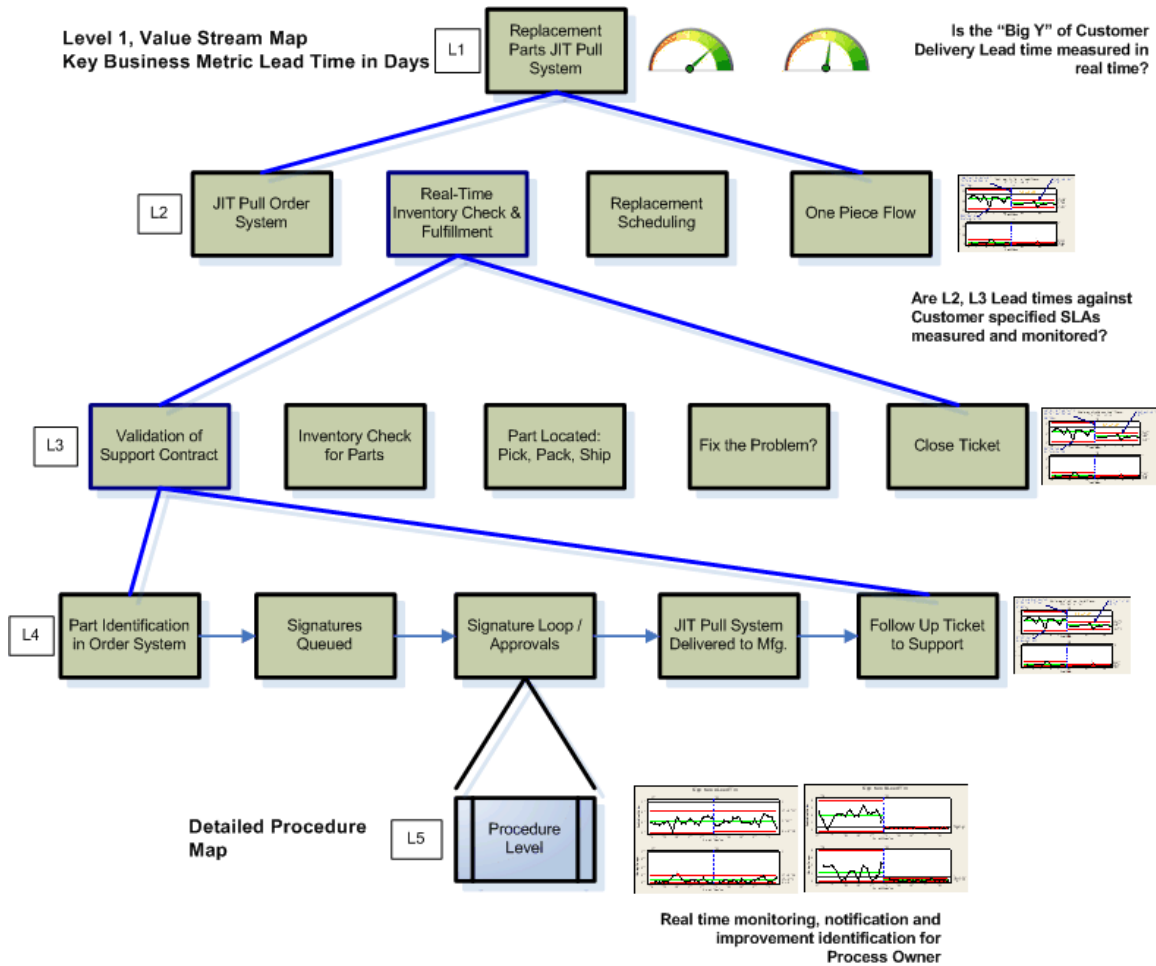 Level 1, Value Stream Map
Key Business Metric Lead Time in Days
L1
Replacement
Parts JIT Pull
System
Is the “Big Y” of Customer
Delivery Lead time measured in
real time?
L2
JIT Pull Order
System
Real-Time
Inventory Check &
Fulfillment
Replacement
Scheduling
One Piece Flow
Are L2, L3 Lead times against
Customer specified SLAs
measured and monitored?
L3
Validation of
Support Contract
Inventory Check
for Parts
Part Located:
Pick, Pack, Ship
Fix the Problem?
Close Ticket
L4
Part Identification
in Order System
Signatures
Queued
Signature Loop /
Approvals
JIT Pull System
Delivered to Mfg.
Follow Up Ticket
to Support
Detailed Procedure
Map
L5
Procedure
Level
Real time monitoring, notification and
improvement identification for
Process Owner